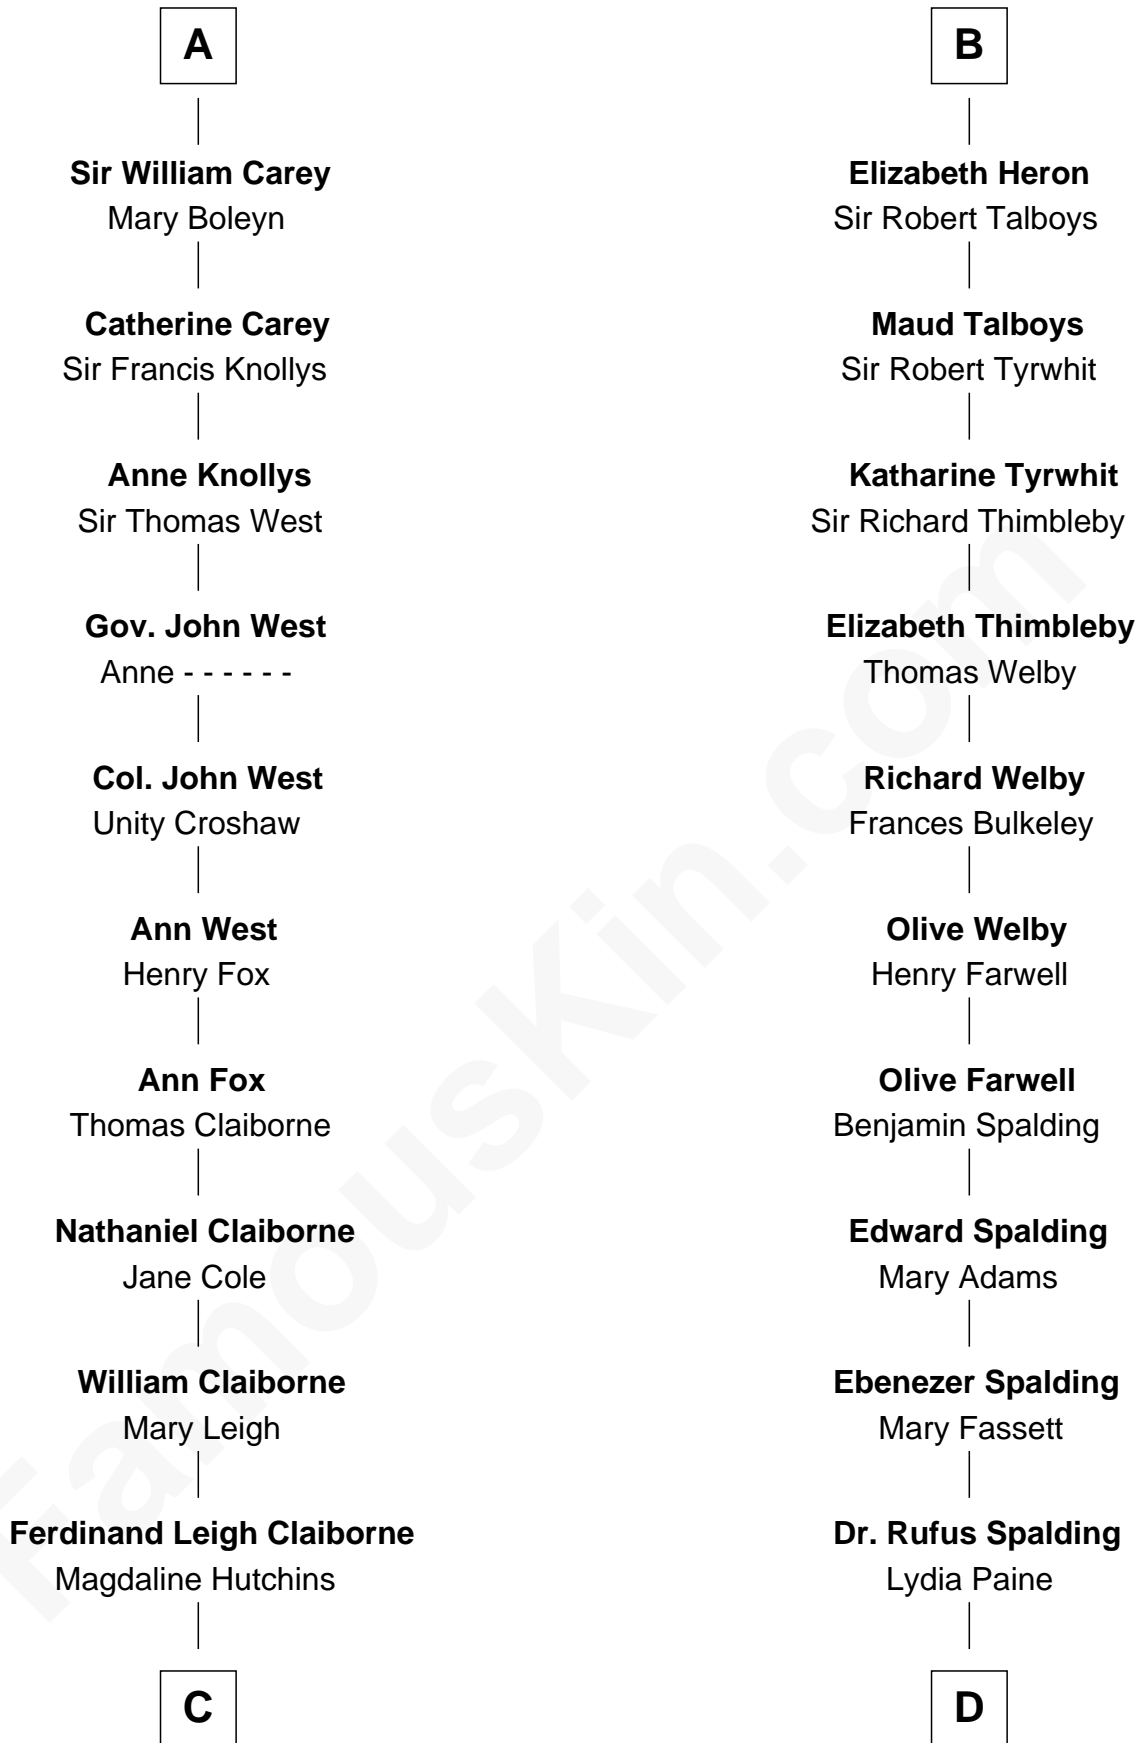 A
Sir William Carey
Mary Boleyn
Catherine Carey
Sir Francis Knollys
Anne Knollys
Sir Thomas West
Gov. John West
Anne - - - - - -
Col. John West
Unity Croshaw
Ann West
Henry Fox
Ann Fox
Thomas Claiborne
Nathaniel Claiborne
Jane Cole
William Claiborne
Mary Leigh
Ferdinand Leigh Claiborne
Magdaline Hutchins
C
B
Elizabeth Heron
Sir Robert Talboys
Maud Talboys
Sir Robert Tyrwhit
Katharine Tyrwhit
Sir Richard Thimbleby
Elizabeth Thimbleby
Thomas Welby
Richard Welby
Frances Bulkeley
Olive Welby
Henry Farwell
Olive Farwell
Benjamin Spalding
Edward Spalding
Mary Adams
Ebenezer Spalding
Mary Fassett
Dr. Rufus Spalding
Lydia Paine
D
FamousKin.com